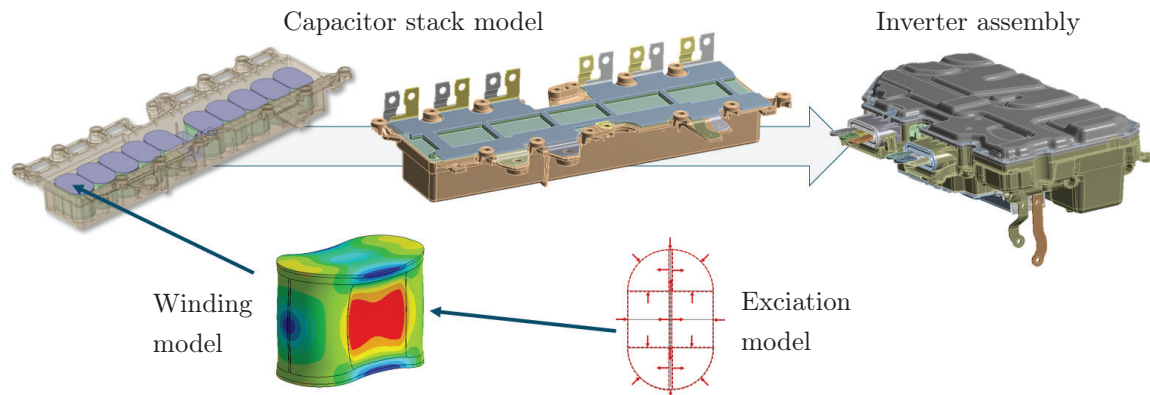 Capacitor stack model
Inverter assembly
Winding
model
Exciation
model